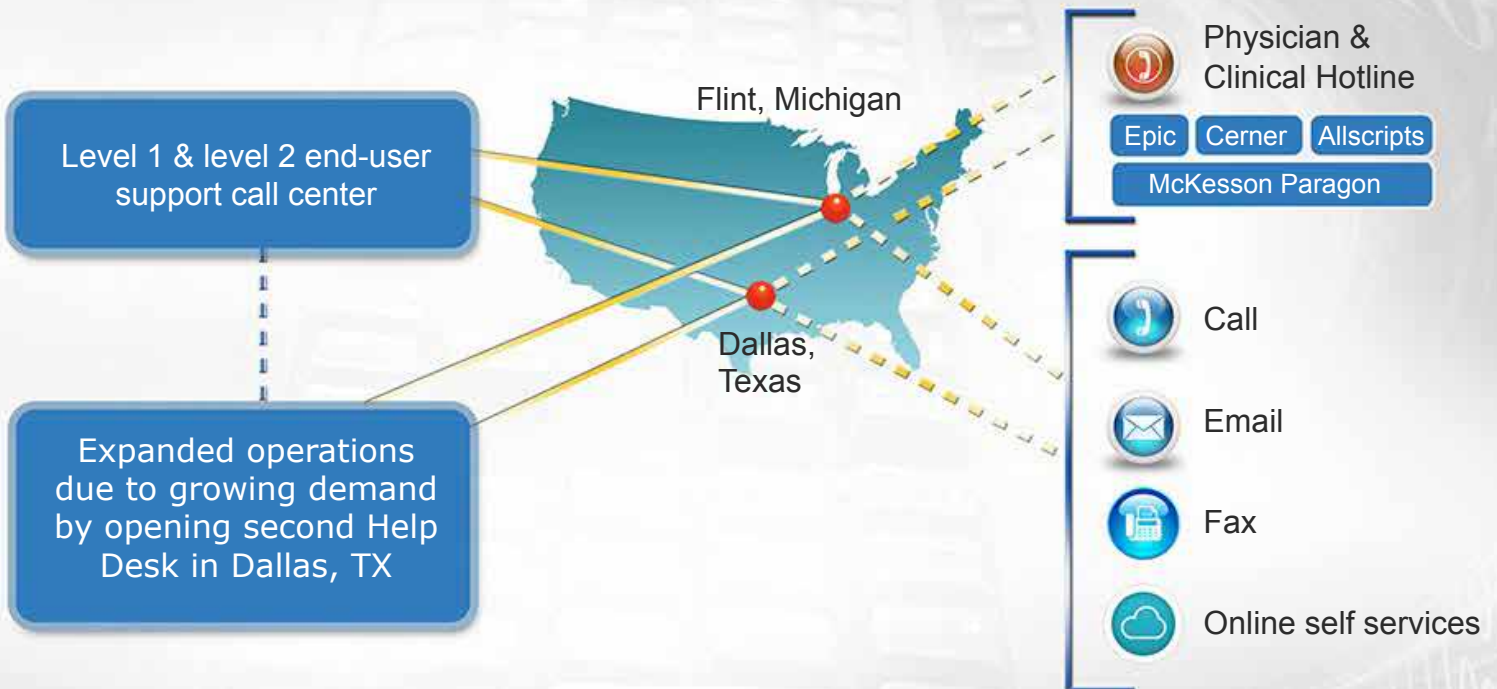 Level 1 & level 2 end-user
support call center
Expanded operations
due to growing demand
by opening second Help
Desk in Dallas, TX
Flint, Michigan
Dallas,
Texas
Physician &
Clinical Hotline
Epic Cerner Allscripts
McKesson Paragon
Call
Email
Fax
Online self services